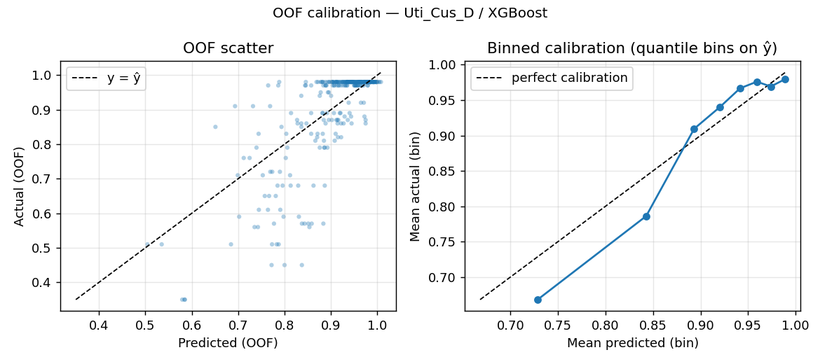 OOF calibration — Uti_Cus_D / XGBoost
OOF scatter
Actual (OOF)
1.0
0.9
0.8
0.7
0.6
0.5
0.4
y = ŷ
0.4 0.5 0.6 0.7 0.8 0.9 1.0
Predicted (OOF)
Binned calibration (quantile bins on ŷ)
Mean actual (bin)
1.00
0.95
0.90
0.85
0.80
0.75
0.70
perfect calibration
0.70 0.75 0.80 0.85 0.90 0.95 1.00
Mean predicted (bin)